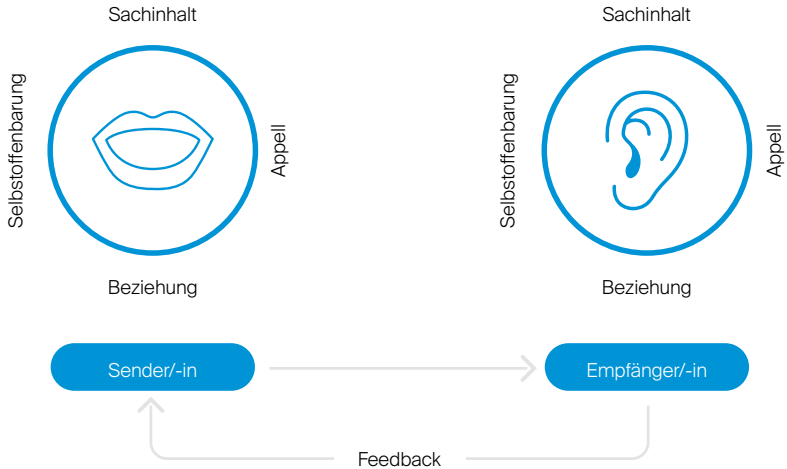 Sachinhalt
Selbstoffenbarung
Appell
Beziehung
Sachinhalt
Selbstoffenbarung
Appell
Beziehung
Sender/-in
Empfänger/-in
Feedback